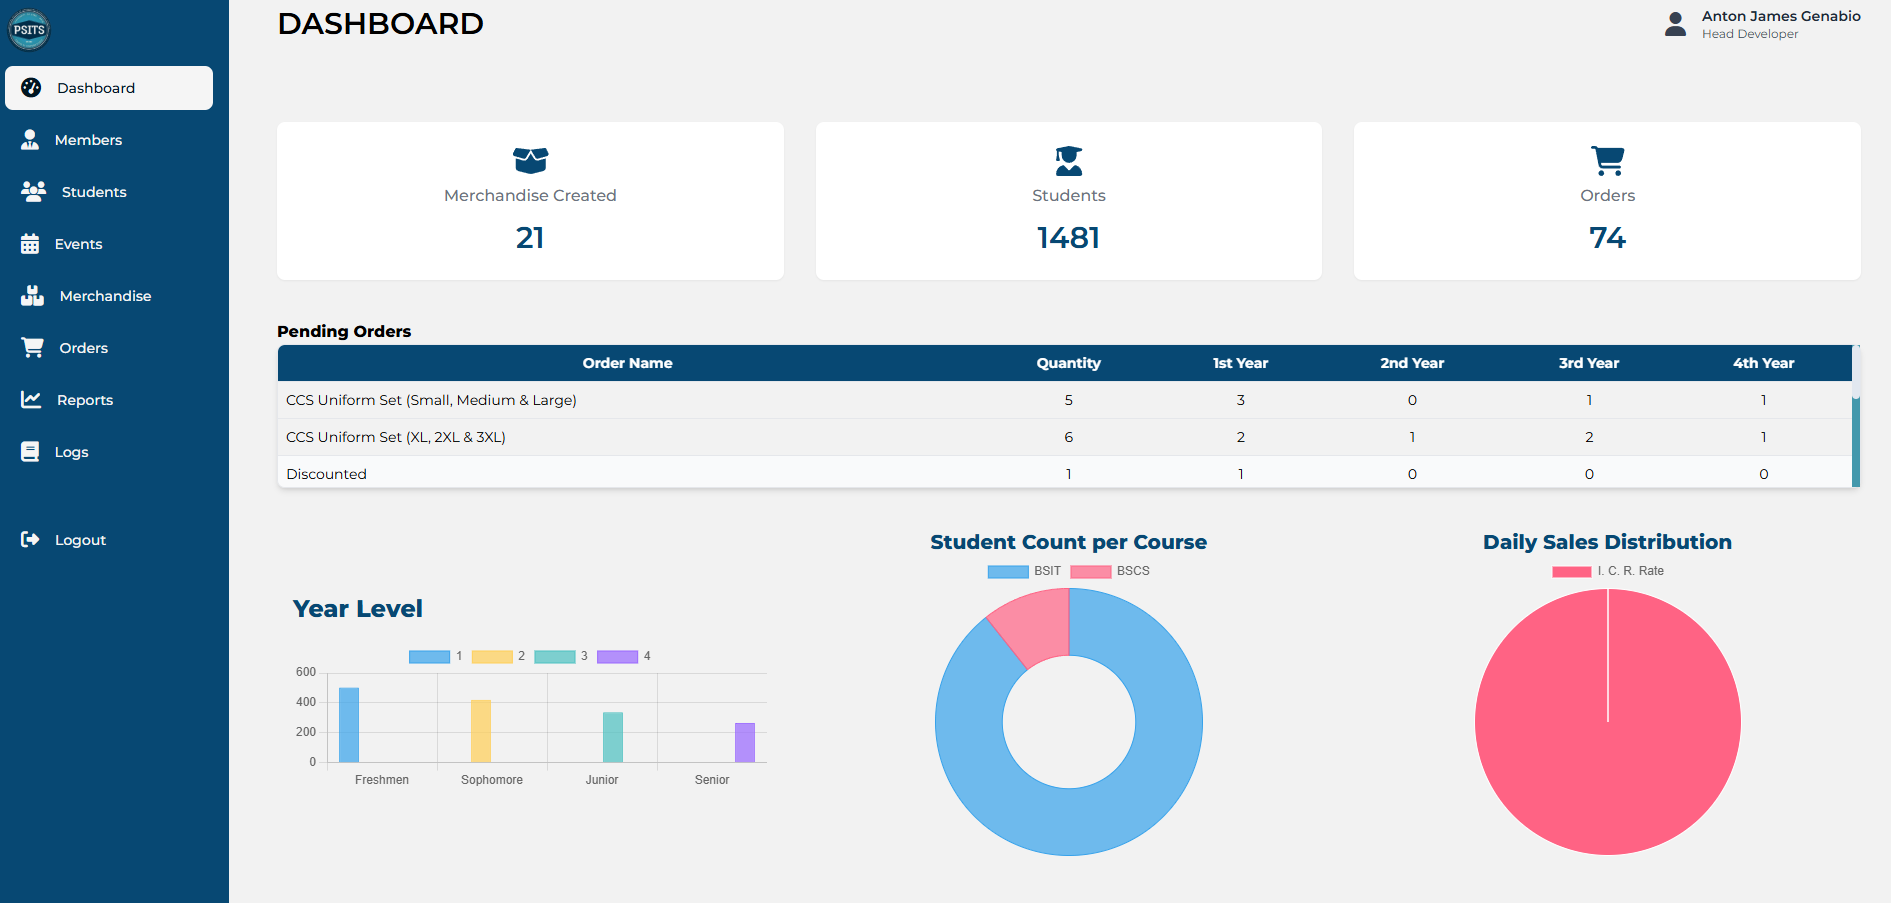 PSITS
DASHBOARD
Anton James Genabio
Head Developer
Dashboard
Members
Students
Events
Merchandise
Orders
Reports
Logs
Logout
Merchandise Created
21
Students
1481
Orders
74
Pending Orders
Order Name Quantity 1st Year 2nd Year 3rd Year 4th Year
CCS Uniform Set (Small, Medium & Large) 5 3 0 1 1
CCS Uniform Set (XL, 2XL & 3XL) 6 2 1 2 1
Discounted 1 1 0 0 0
Year Level
1 2 3 4
600
400
200
0
Freshmen Sophomore Junior Senior
Student Count per Course
BSIT BSCS
Daily Sales Distribution
I. C. R. Rate